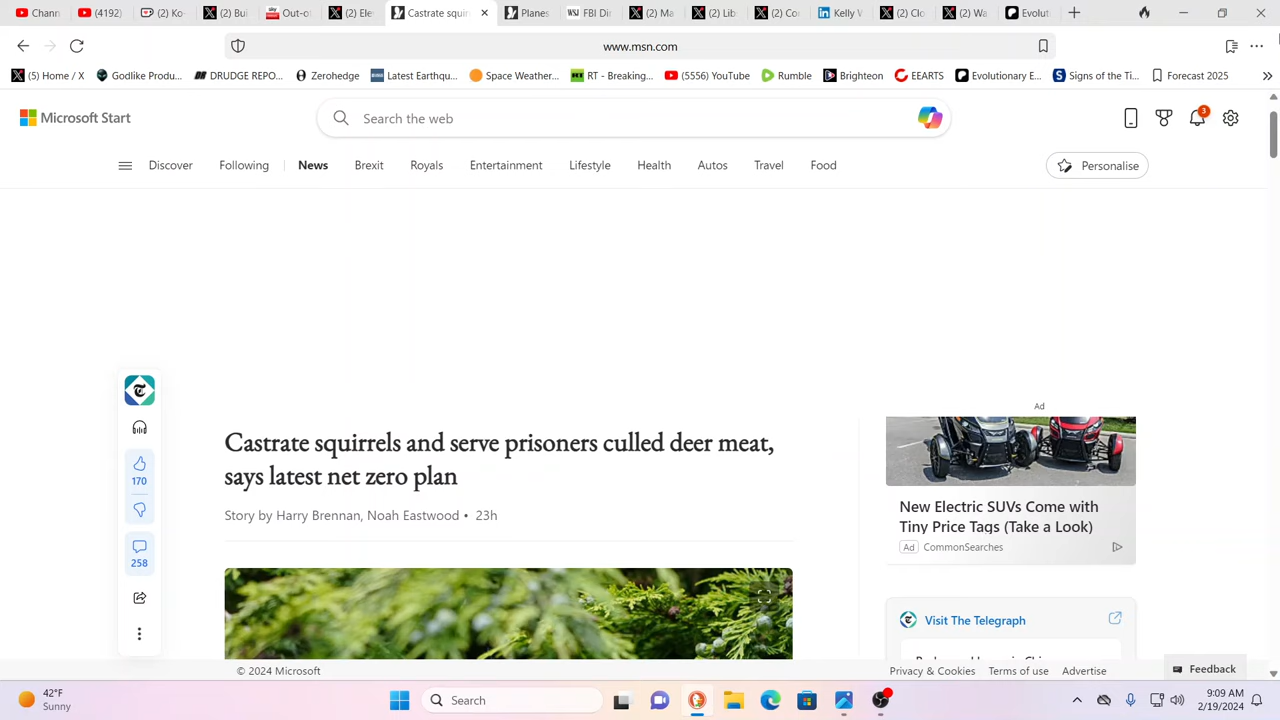 Chann
(4192)
(2) Ko
(2) Bui
Out-o
(2) Ele
Castrate squir
Planes
FBI Dir
(2) Ma
(2) Lib
(2) Co
Kelly V
(2) Clo
(2) Wa
Evolut
www.msn.com
(5) Home / X
Godlike Produ...
DRUDGE REPO...
Zerohedge
Latest Earthqu...
Space Weather...
RT - Breaking...
(5556) YouTube
Rumble
Brighteon
EEARTS
Evolutionary E...
Signs of the Ti...
Forecast 2025
Microsoft Start
Search the web
3
Discover
Following
News
Brexit
Royals
Entertainment
Lifestyle
Health
Autos
Travel
Food
Personalise
170
258
Castrate squirrels and serve prisoners culled deer meat,
says latest net zero plan
Story by Harry Brennan, Noah Eastwood • 23h
Ad
New Electric SUVs Come with
Tiny Price Tags (Take a Look)
Ad CommonSearches
Visit The Telegraph
© 2024 Microsoft
Privacy & Cookies
Terms of use
Advertise
Feedback
42°F
Sunny
Search
9:09 AM
2/19/2024